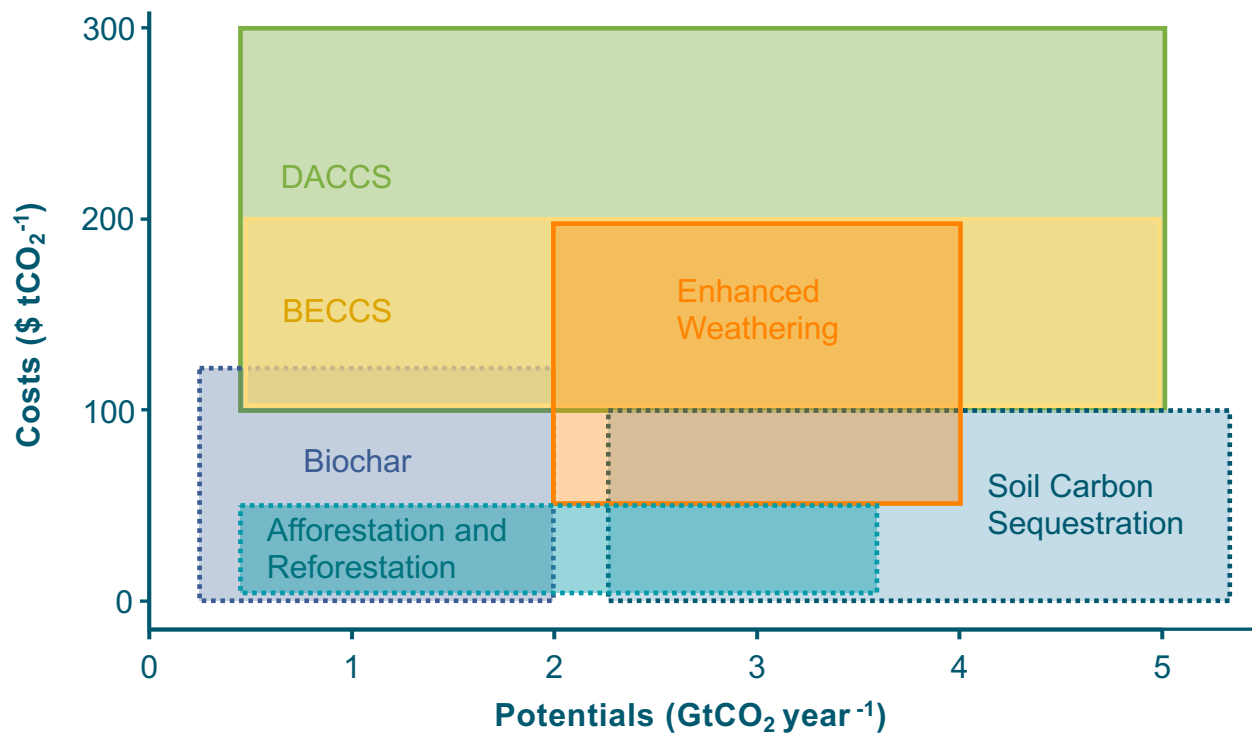 300
200
100
0
Costs ($ tCO₂⁻¹)
DACCS
BECCS
Enhanced
Weathering
Biochar
Afforestation and
Reforestation
Soil Carbon
Sequestration
0 1 2 3 4 5
Potentials (GtCO₂ year⁻¹)